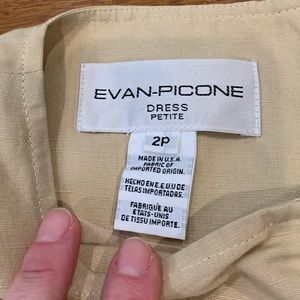 EVAN-PICONE
DRESS
PETITE
2P
MADE IN U.S.A.
FABRIC OF
IMPORTED ORIGIN.
HECHO EN E.E.U.U DE
TELAS IMPORTADAS.
FABRIQUÉ AU
ETATS-UNIS
DE TISSU IMPORTE.